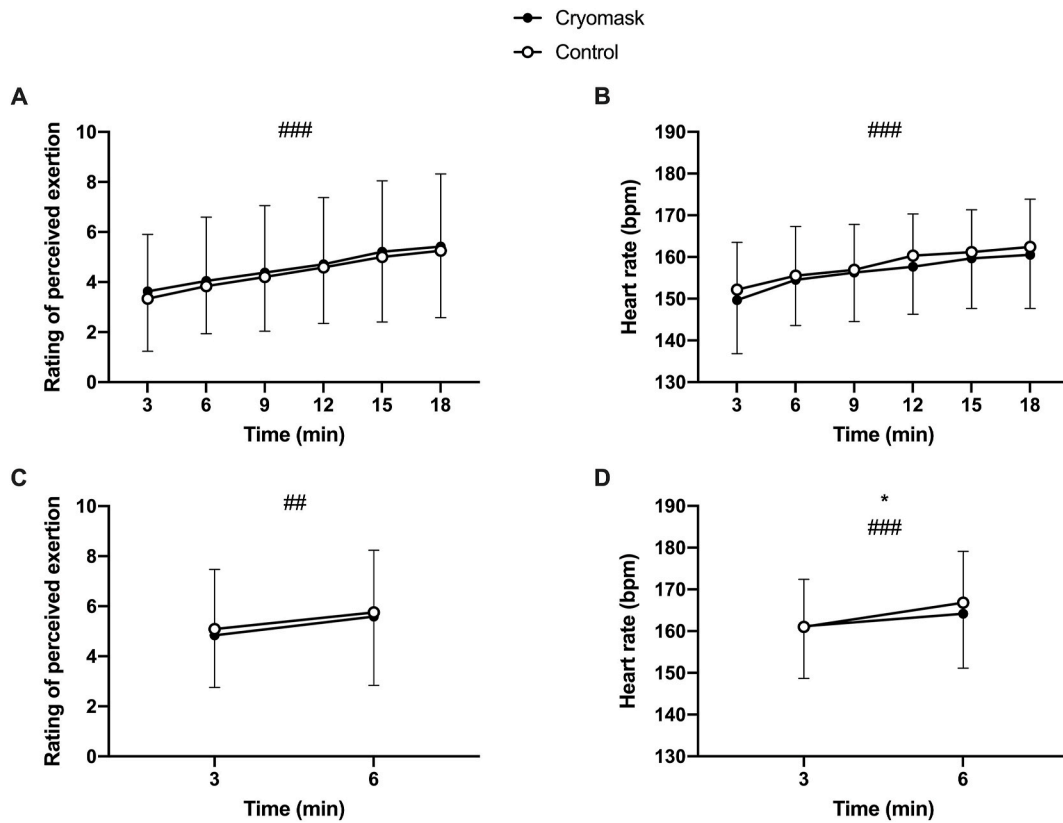 Cryomask
Control
A
###
Rating of perceived exertion
10
8
6
4
2
0
3 6 9 12 15 18
Time (min)
B
###
Heart rate (bpm)
190
180
170
160
150
140
130
3 6 9 12 15 18
Time (min)
C
##
Rating of perceived exertion
10
8
6
4
2
0
3 6
Time (min)
D
*
###
Heart rate (bpm)
190
180
170
160
150
140
130
3 6
Time (min)